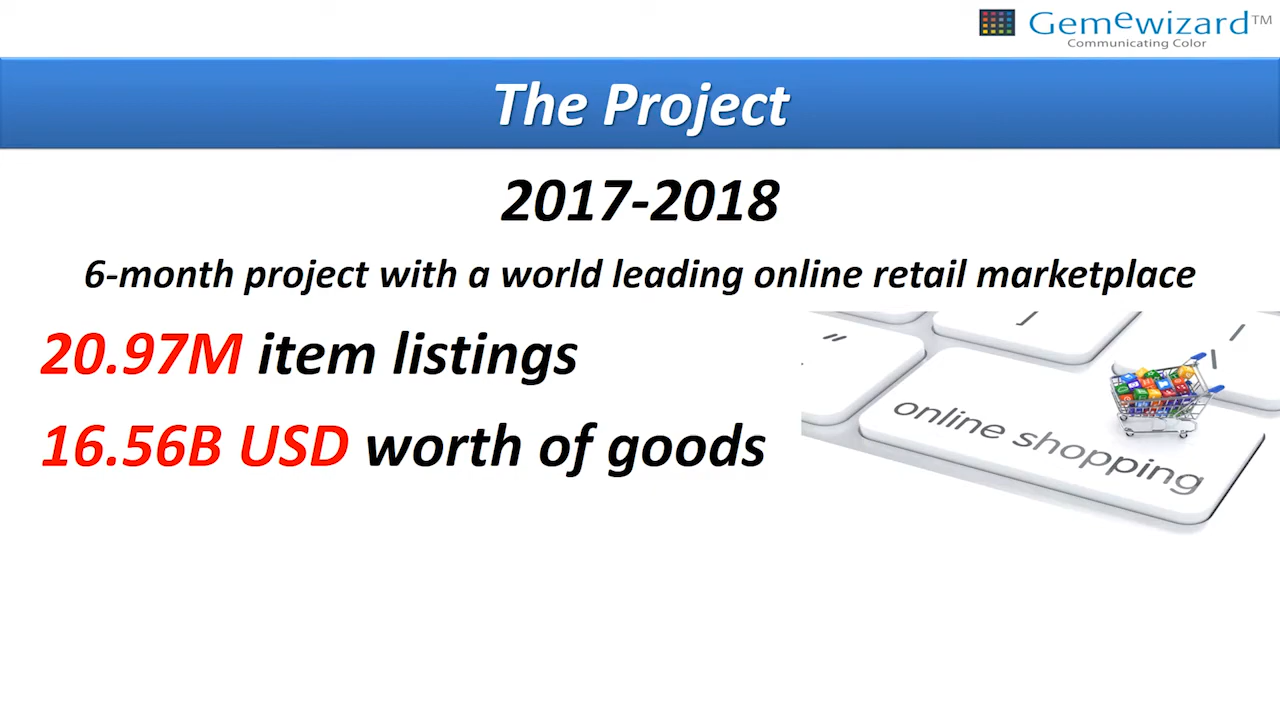 Gemewizard™
Communicating Color
The Project
2017-2018
6-month project with a world leading online retail marketplace
20.97M item listings
16.56B USD worth of goods
online shopping